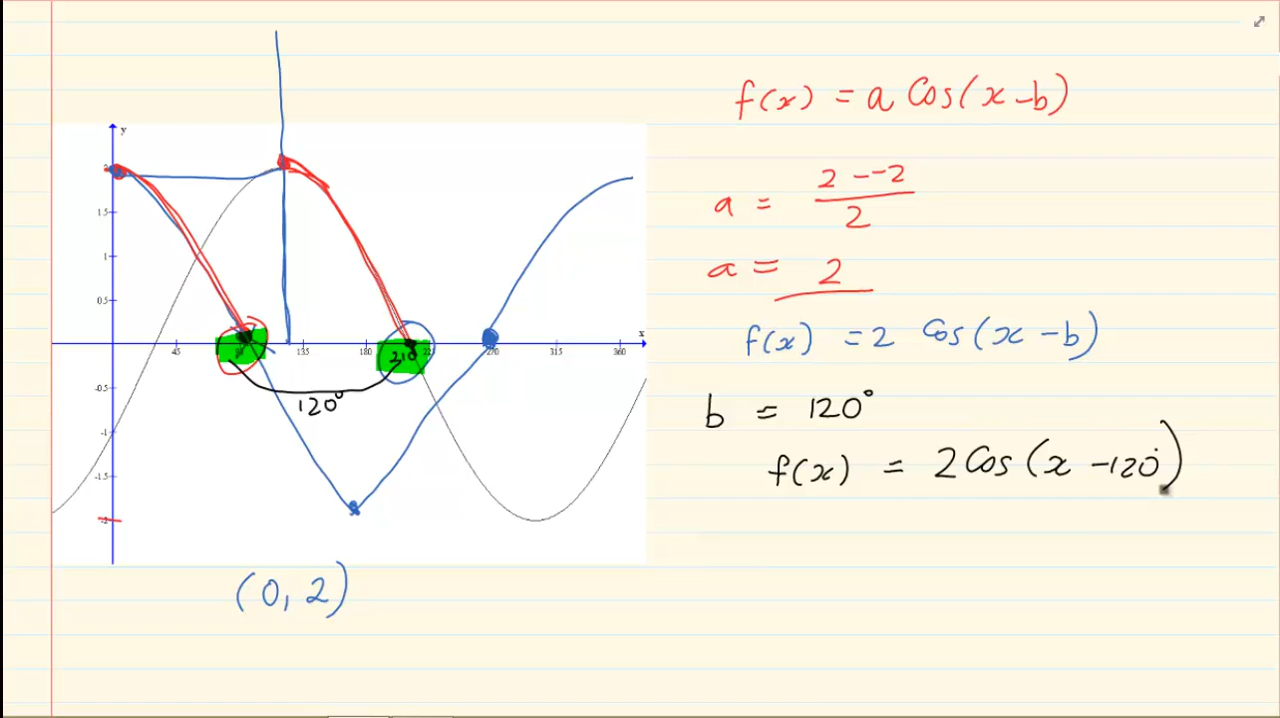 f(x) = a Cos(x - b)
a = 2 - -2 / 2
a = 2
f(x) = 2 Cos(x - b)
b = 120°
f(x) = 2 Cos(x - 120°)
y
2
1.5
1
0.5
x
45
135
180
210
270
315
360
120°
-0.5
-1
-1.5
-2
(0, 2)